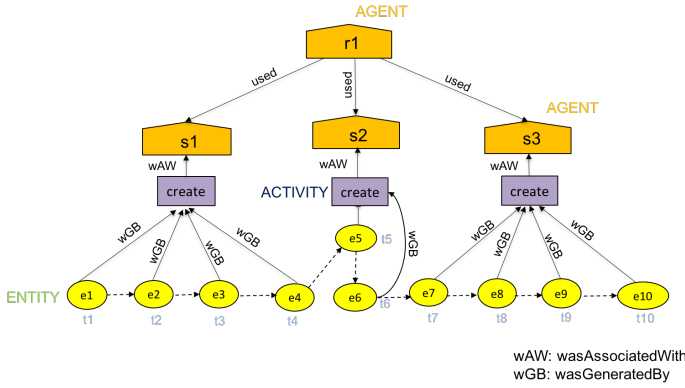 AGENT
r1
used
used
used
AGENT
s1
s2
s3
wAW
wAW
wAW
create
ACTIVITY
create
create
wGB
wGB
wGB
wGB
e5
t5
wGB
wGB
wGB
wGB
wGB
ENTITY
e1
e2
e3
e4
e6
e7
e8
e9
e10
t1
t2
t3
t4
t6
t7
t8
t9
t10
wAW: wasAssociatedWith
wGB: wasGeneratedBy